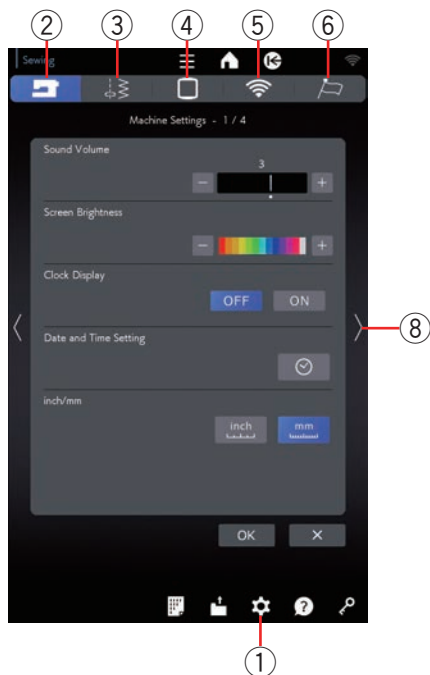 ② ③ ④ ⑤ ⑥
Sewing
Machine Settings - 1 / 4
Sound Volume
3
− +
Screen Brightness
− +
Clock Display
OFF ON
⑧
Date and Time Setting
inch/mm
inch mm
OK ×
①